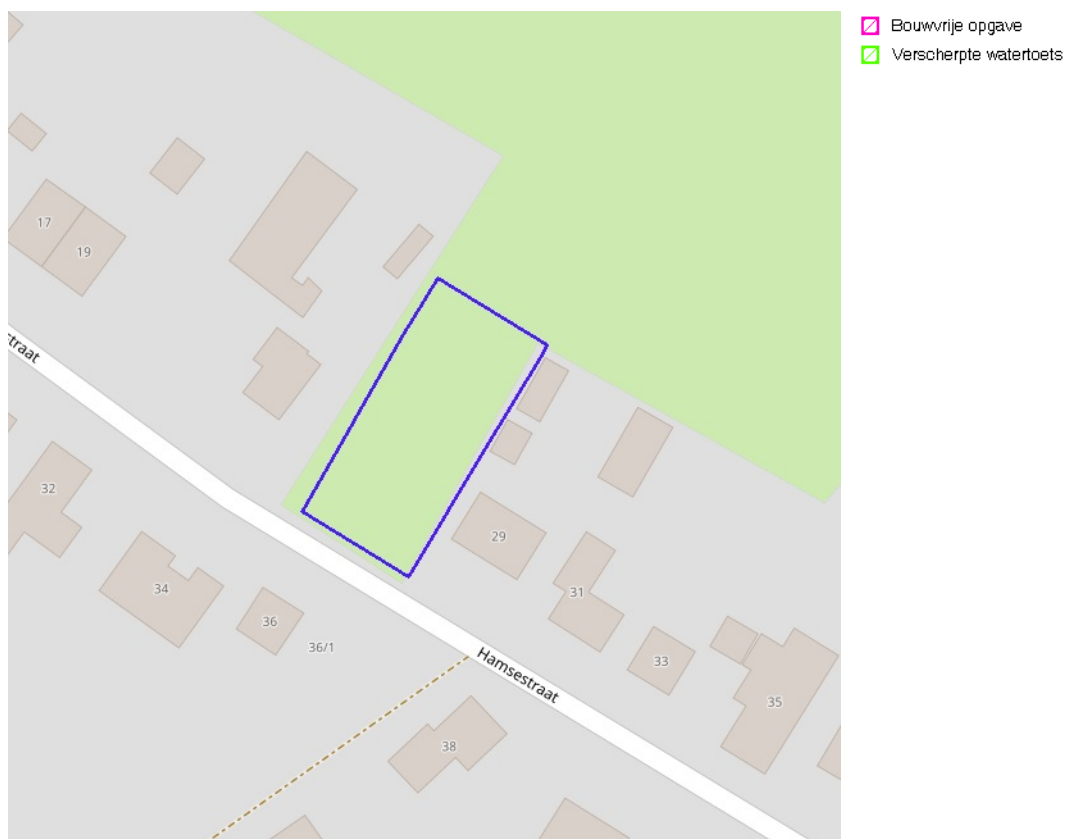 Bouwvrije opgave
Verscherpte watertoets
17
19
straat
32
34
36
36/1
29
31
33
35
Hamsestraat
38